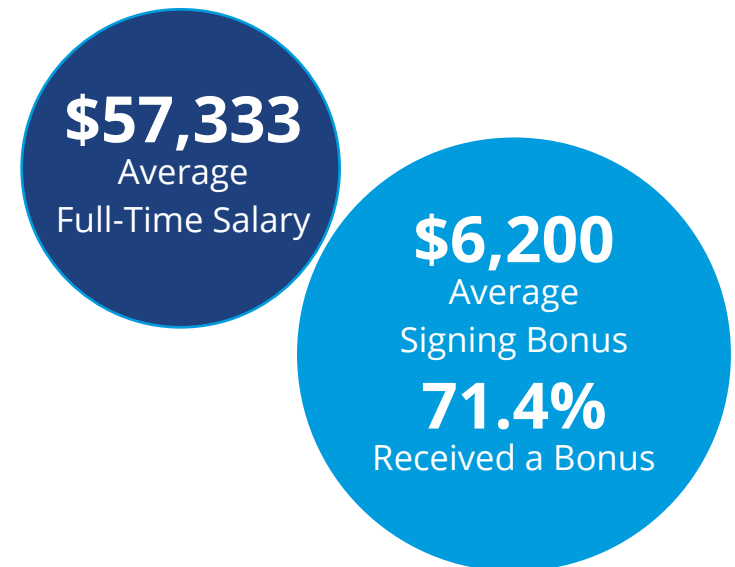 $57,333
Average
Full-Time Salary
$6,200
Average
Signing Bonus
71.4%
Received a Bonus